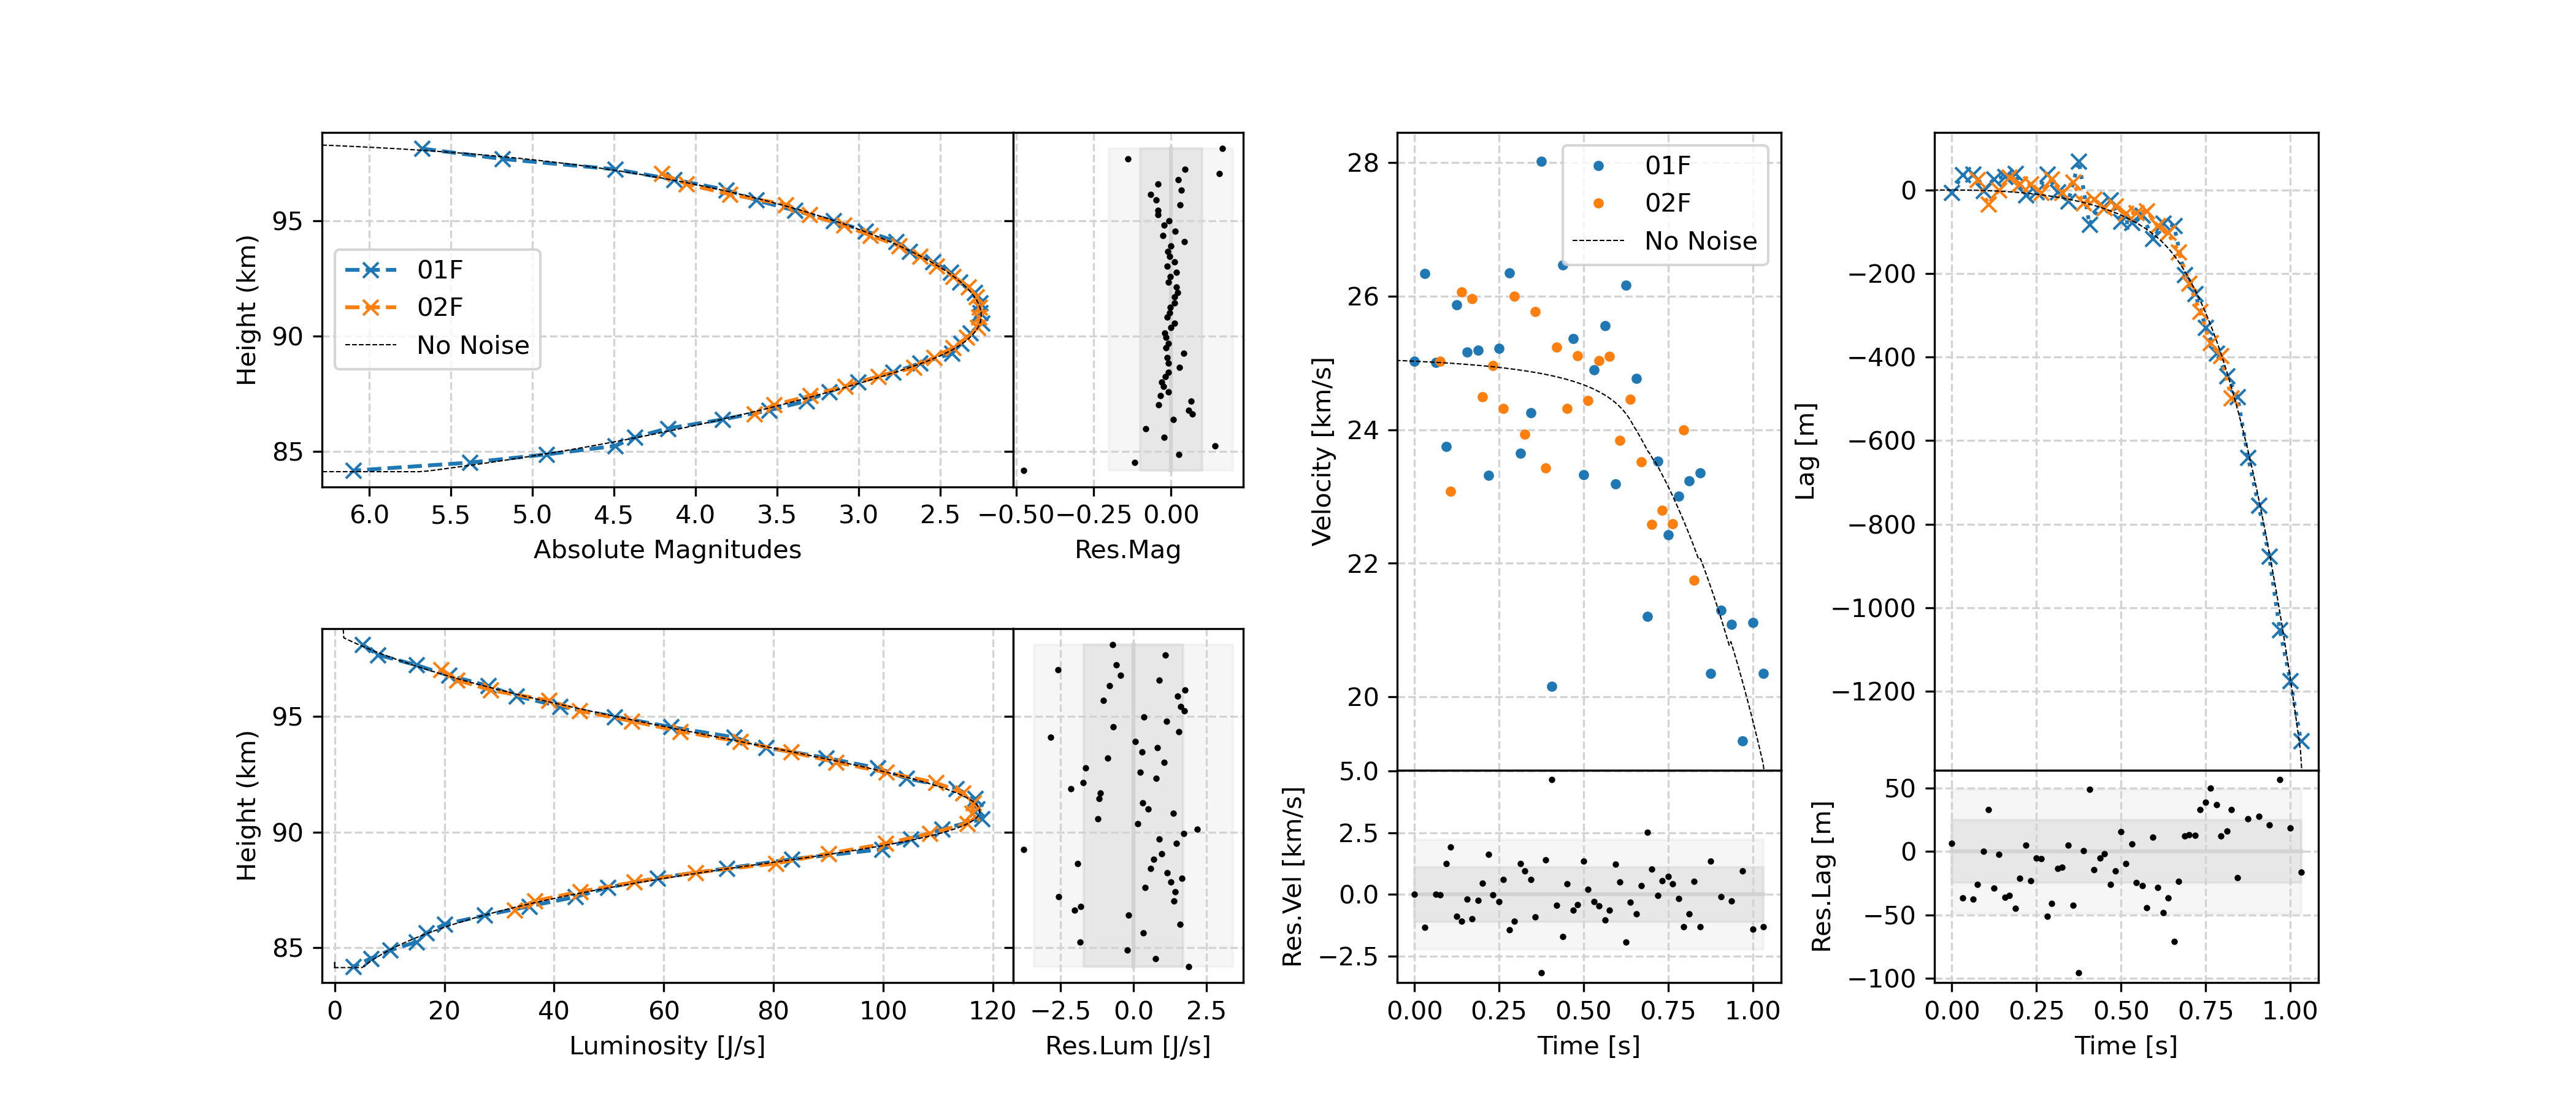 Height (km)
95
90
85
01F
02F
No Noise
6.0 5.5 5.0 4.5 4.0 3.5 3.0 2.5
Absolute Magnitudes
−0.50 −0.25 0.00
Res.Mag
Height (km)
95
90
85
0 20 40 60 80 100 120
Luminosity [J/s]
−2.5 0.0 2.5
Res.Lum [J/s]
Velocity [km/s]
28
26
24
22
20
01F
02F
No Noise
Res.Vel [km/s]
5.0
2.5
0.0
−2.5
0.00 0.25 0.50 0.75 1.00
Time [s]
Lag [m]
0
−200
−400
−600
−800
−1000
−1200
Res.Lag [m]
50
0
−50
−100
0.00 0.25 0.50 0.75 1.00
Time [s]